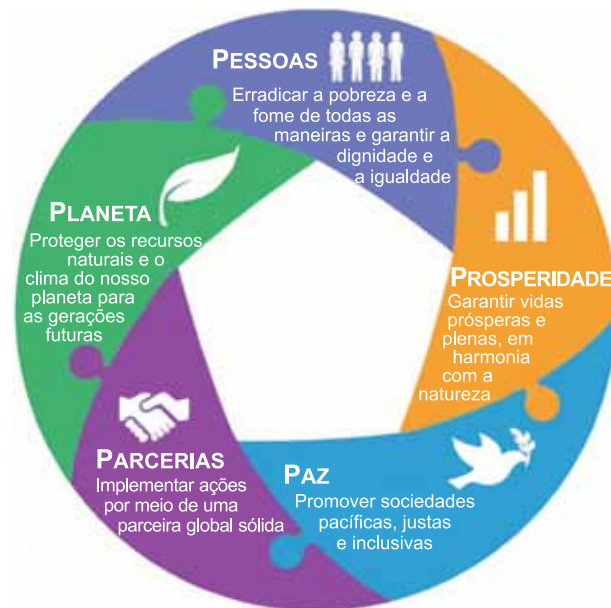 PESSOAS
Erradicar a pobreza e a
fome de todas as
maneiras e garantir a
dignidade e
a igualdade
PROSPERIDADE
Garantir vidas
prósperas e
plenas, em
harmonia
com a
natureza
PAZ
Promover sociedades
pacíficas, justas
e inclusivas
PARCERIAS
Implementar ações
por meio de uma
parceira global sólida
PLANETA
Proteger os recursos
naturais e o
clima do nosso
planeta para
as gerações
futuras